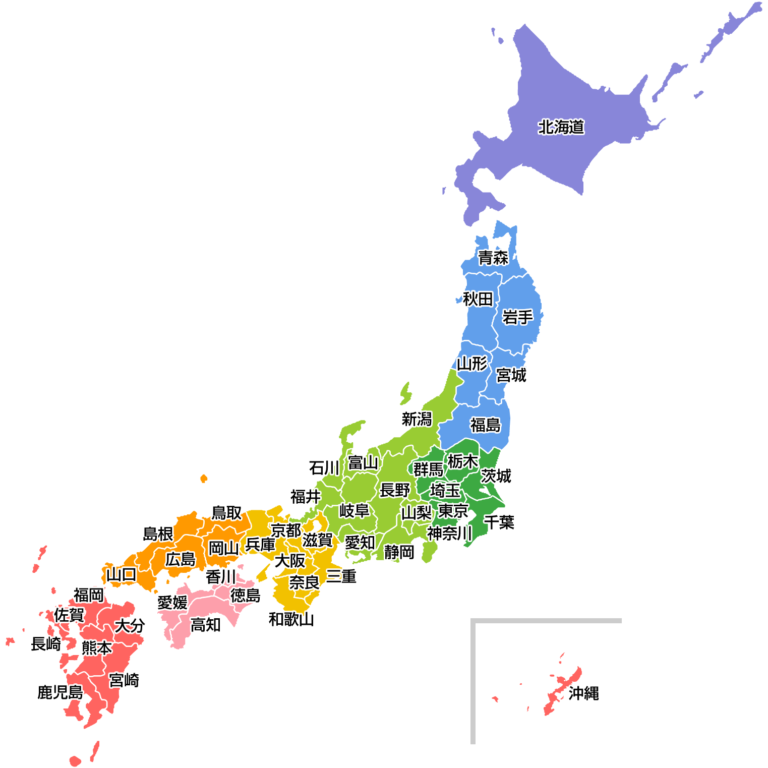 北海道
青森
秋田
岩手
山形
宮城
新潟
福島
石川
富山
群馬
栃木
茨城
福井
長野
埼玉
岐阜
山梨
東京
千葉
鳥取
島根
京都
滋賀
愛知
静岡
神奈川
岡山
兵庫
広島
大阪
山口
香川
奈良
三重
福岡
愛媛
徳島
佐賀
大分
高知
和歌山
長崎
熊本
宮崎
鹿児島
沖縄